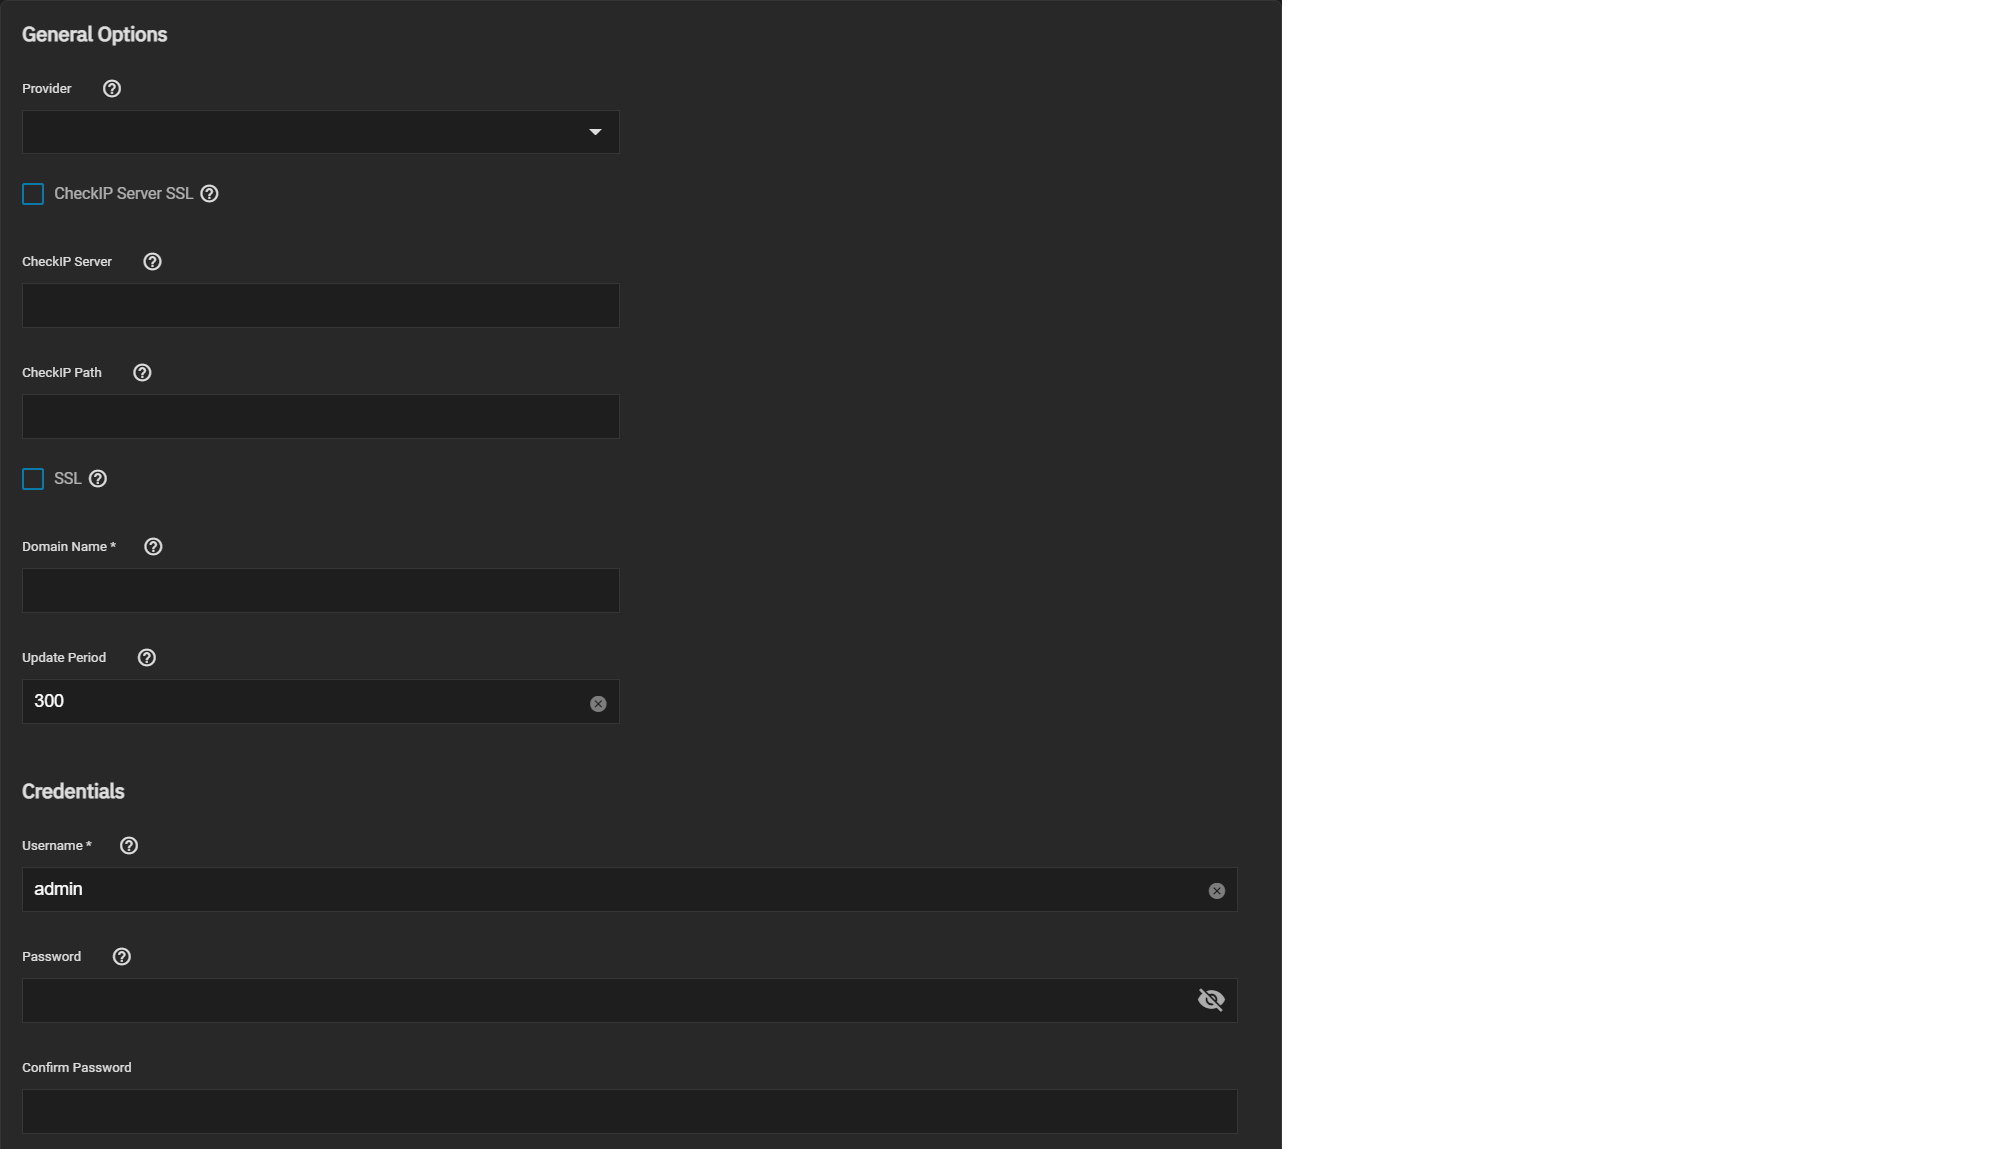 General Options
Provider
CheckIP Server SSL
CheckIP Server
CheckIP Path
SSL
Domain Name *
Update Period
300
Credentials
Username *
admin
Password
Confirm Password